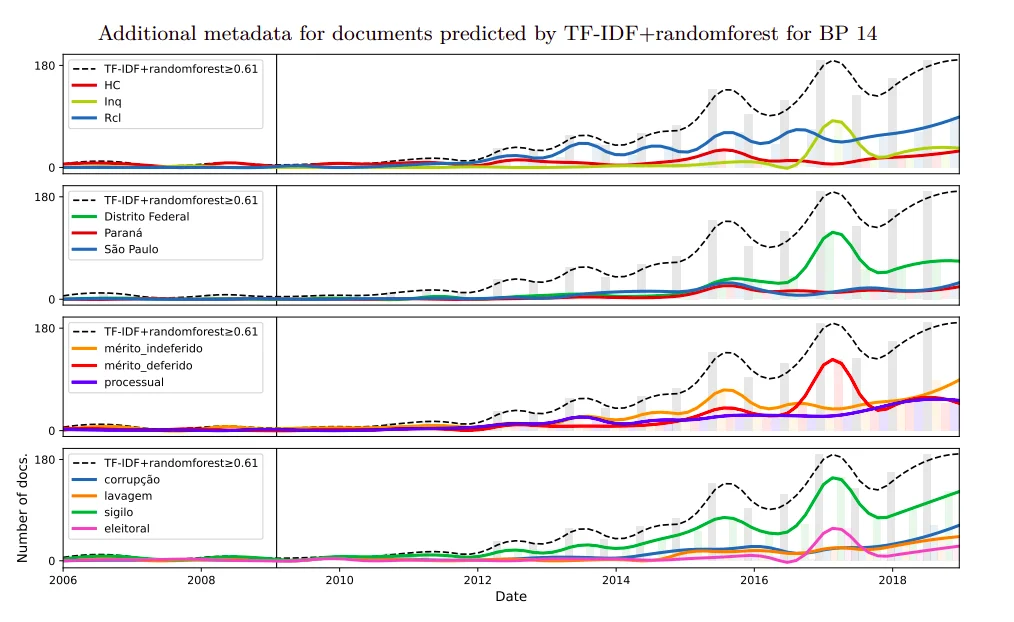 Additional metadata for documents predicted by TF-IDF+randomforest for BP 14
180
0
TF-IDF+randomforest≥0.61
HC
Inq
Rcl
180
0
TF-IDF+randomforest≥0.61
Distrito Federal
Paraná
São Paulo
180
0
TF-IDF+randomforest≥0.61
mérito_indeferido
mérito_deferido
processual
Number of docs.
180
0
TF-IDF+randomforest≥0.61
corrupção
lavagem
sigilo
eleitoral
2006 2008 2010 2012 2014 2016 2018
Date